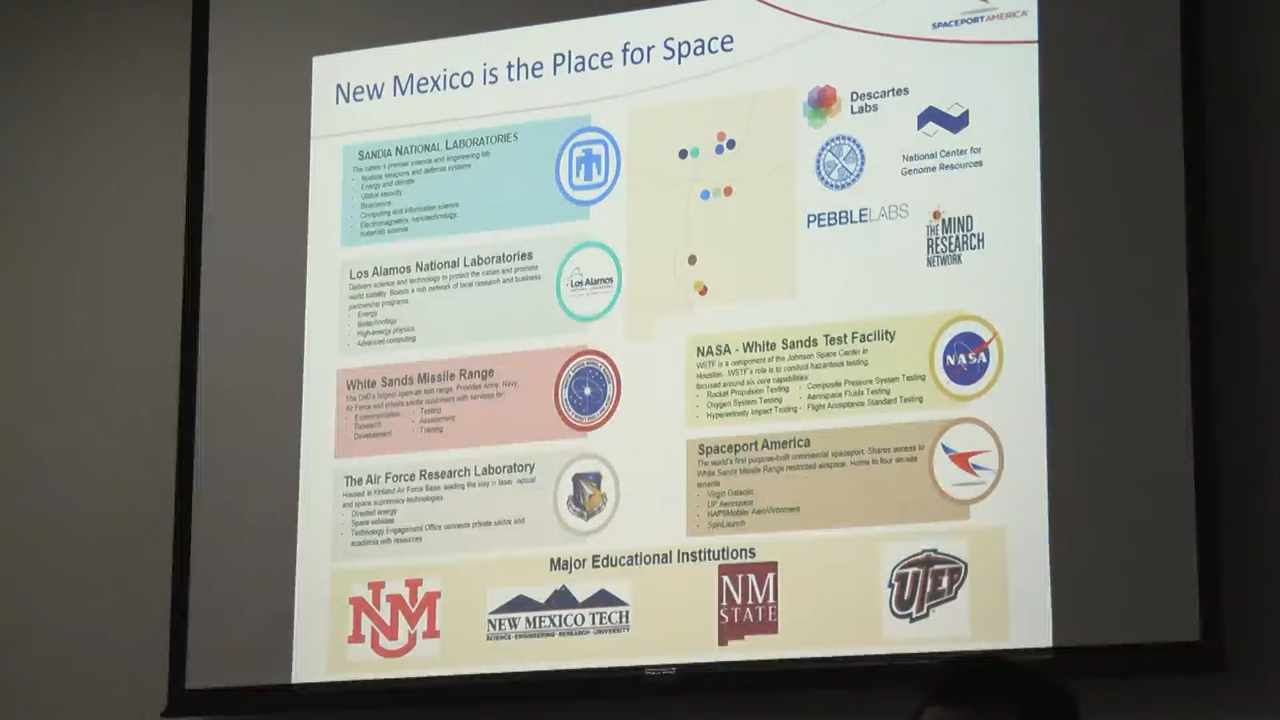 SPACEPORT AMERICA
New Mexico is the Place for Space
SANDIA NATIONAL LABORATORIES
The nation's premier science and engineering lab
• Nuclear weapons and defense systems
• Energy and climate
• Global security
• Bioscience
• Computing and information science
• Electromagnetics, nanotechnology,
materials science
Los Alamos National Laboratories
Delivers science and technology to protect the nation and promote
world stability. Boasts a rich network of local research and business
partnership programs.
• Energy
• Biotechnology
• High-energy physics
• Advanced computing
Los Alamos
White Sands Missile Range
The DoD's largest open-air test range. Provides Army, Navy,
Air Force and private sector customers with services for:
• Experimentation
• Research
• Development
• Testing
• Assessment
• Training
The Air Force Research Laboratory
Housed at Kirtland Air Force Base, leading the way in laser, optical
and space supremacy technologies
• Directed energy
• Space vehicles
• Technology Engagement Office connects private sector and
academia with resources
Descartes
Labs
National Center for
Genome Resources
PEBBLELABS
THE MIND
RESEARCH
NETWORK
NASA - White Sands Test Facility
WSTF is a component of the Johnson Space Center in
Houston. WSTF's role is to conduct hazardous testing,
focused around six core capabilities:
• Rocket Propulsion Testing
• Oxygen System Testing
• Hypervelocity Impact Testing
• Composite Pressure System Testing
• Aerospace Fluids Testing
• Flight Acceptance Standard Testing
NASA
Spaceport America
The world's first purpose-built commercial spaceport. Shares access to
White Sands Missile Range restricted airspace. Home to four on-site
tenants
• Virgin Galactic
• UP Aerospace
• HAPSMobile/ AeroVironment
• SpinLaunch
Major Educational Institutions
UNM
NEW MEXICO TECH
SCIENCE • ENGINEERING • RESEARCH • UNIVERSITY
NM
STATE
UTEP